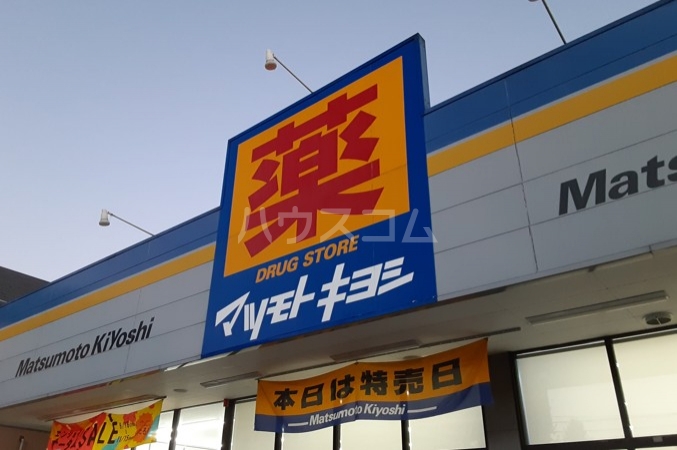 薬
ハウスコム
DRUG STORE
マツモトキヨシ
Matsumoto KiYoshi
Mats
本日は特売日
Matsumoto Kiyoshi
SALE